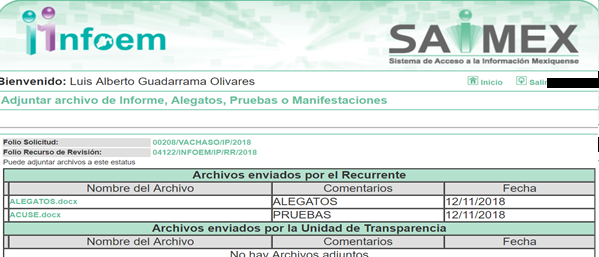 infoem
SAIMEX
Sistema de Acceso a la Información Mexiquense
Bienvenido: Luis Alberto Guadarrama Olivares
Inicio
Salir
Adjuntar archivo de Informe, Alegatos, Pruebas o Manifestaciones
Folio Solicitud: 00208/VACHASO/IP/2018
Folio Recurso de Revisión: 04122/INFOEM/IP/RR/2018
Puede adjuntar archivos a este estatus
Archivos enviados por el Recurrente
Nombre del Archivo Comentarios Fecha
ALEGATOS.docx ALEGATOS 12/11/2018
ACUSE.docx PRUEBAS 12/11/2018
Archivos enviados por la Unidad de Transparencia
Nombre del Archivo Comentarios Fecha
No hay Archivos adjuntos